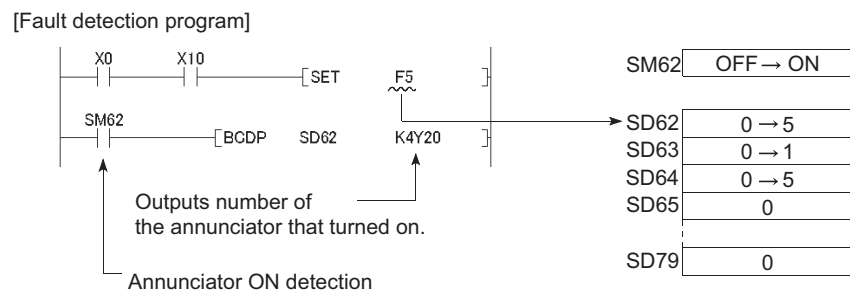 [Fault detection program]
X0 X10
SET F5
SM62
BCDP SD62 K4Y20
Outputs number of
the annunciator that turned on.
Annunciator ON detection
SM62 OFF → ON
SD62 0 → 5
SD63 0 → 1
SD64 0 → 5
SD65 0
SD79 0